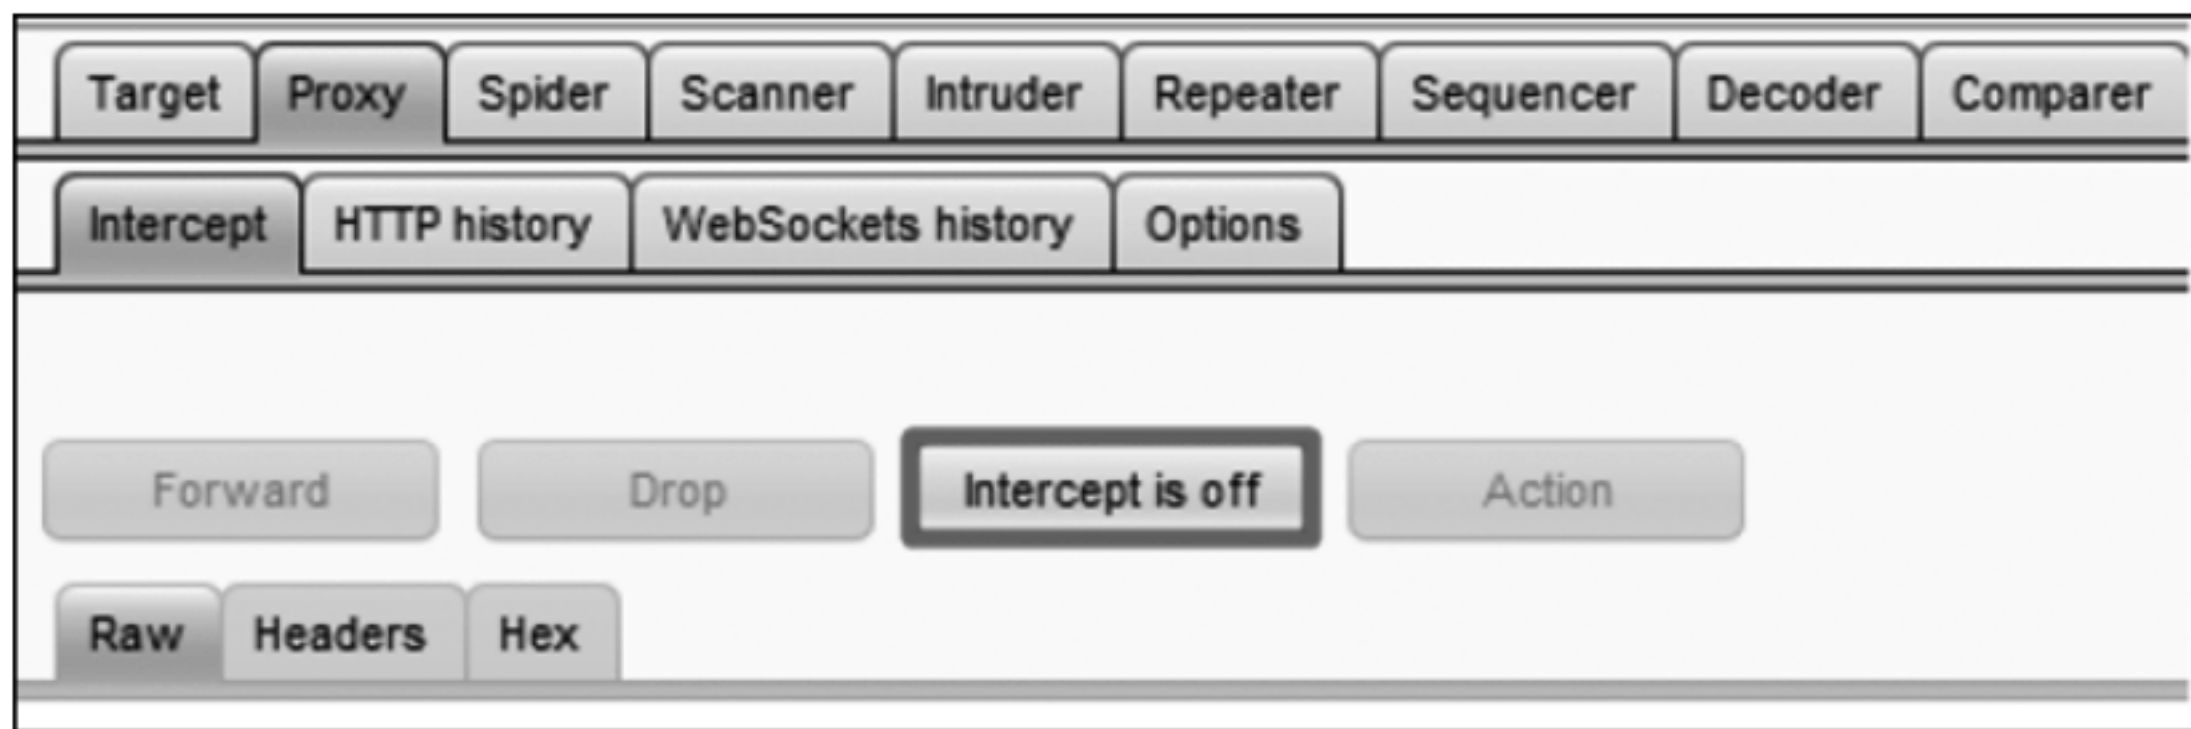 Target Proxy Spider Scanner Intruder Repeater Sequencer Decoder Comparer
Intercept HTTP history WebSockets history Options
Forward Drop Intercept is off Action
Raw Headers Hex